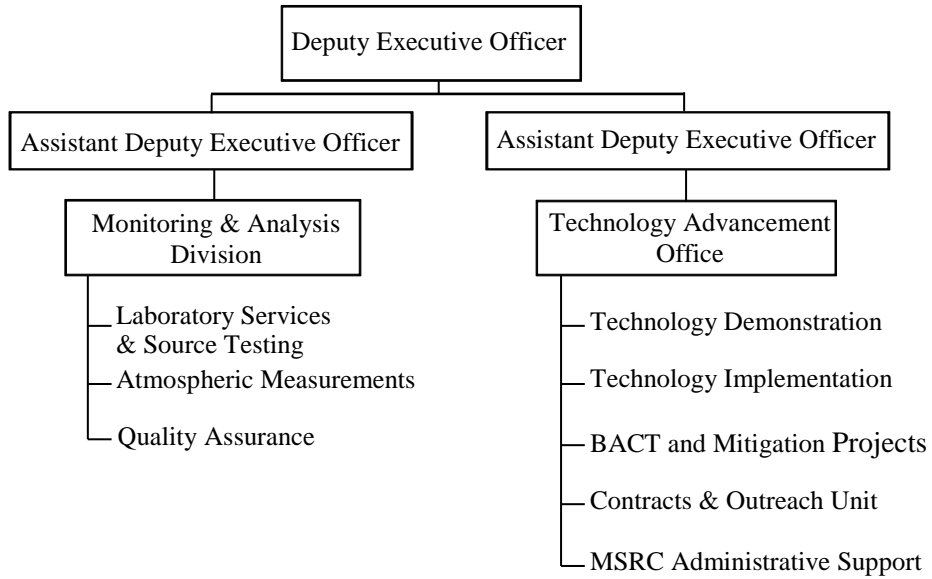 Deputy Executive Officer
Assistant Deputy Executive Officer
Assistant Deputy Executive Officer
Monitoring & Analysis
Division
Laboratory Services
& Source Testing
Atmospheric Measurements
Quality Assurance
Technology Advancement
Office
Technology Demonstration
Technology Implementation
BACT and Mitigation Projects
Contracts & Outreach Unit
MSRC Administrative Support